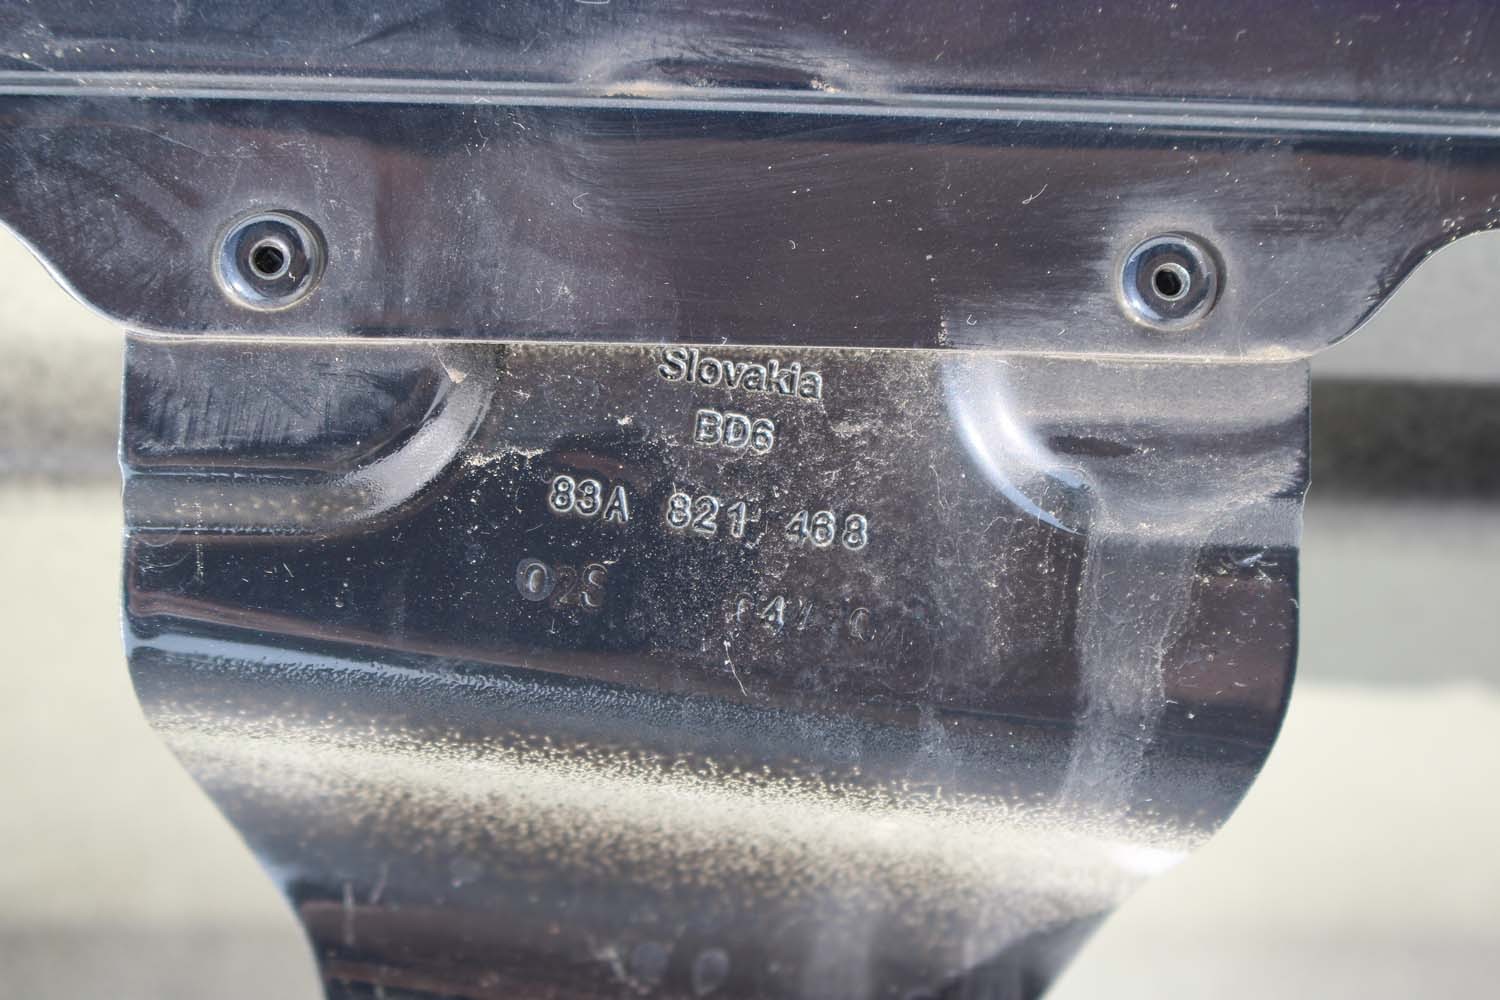 Slovakia
BD6
83A 821 468
02S